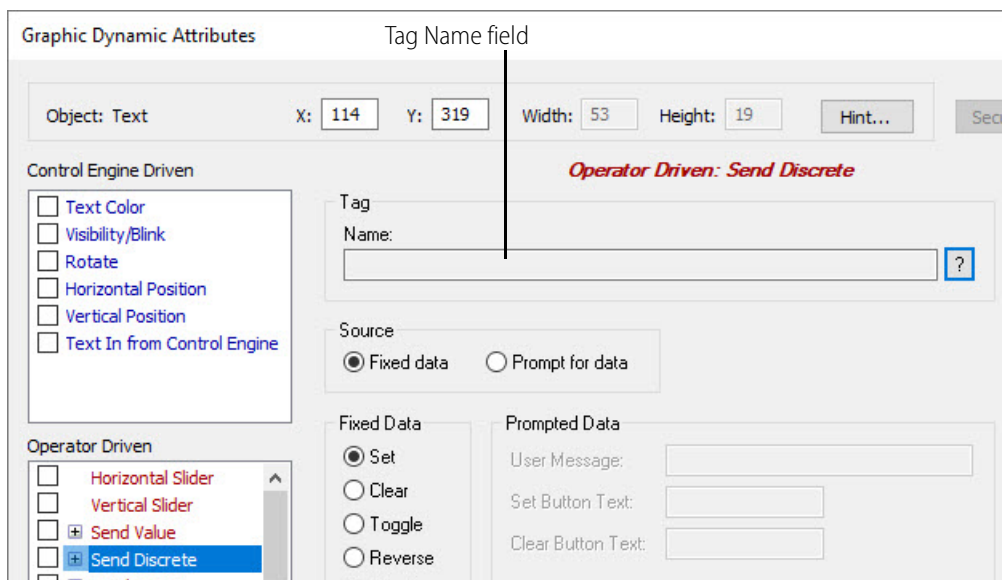 Graphic Dynamic Attributes
Tag Name field
Object: Text X: 114 Y: 319 Width: 53 Height: 19 Hint...
Control Engine Driven
Operator Driven: Send Discrete
Text Color
Visibility/Blink
Rotate
Horizontal Position
Vertical Position
Text In from Control Engine
Tag
Name:
?
Source
Fixed data Prompt for data
Operator Driven
Horizontal Slider
Vertical Slider
Send Value
Send Discrete
Fixed Data
Set
Clear
Toggle
Reverse
Prompted Data
User Message:
Set Button Text:
Clear Button Text: